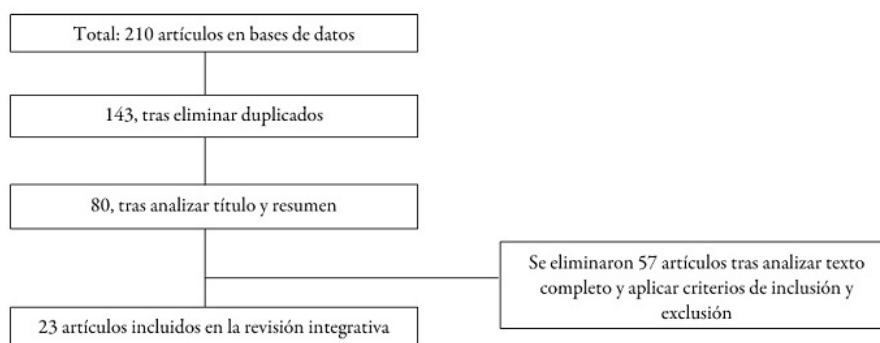 Total: 210 artículos en bases de datos
143, tras eliminar duplicados
80, tras analizar título y resumen
Se eliminaron 57 artículos tras analizar texto
completo y aplicar criterios de inclusión y
exclusión
23 artículos incluidos en la revisión integrativa